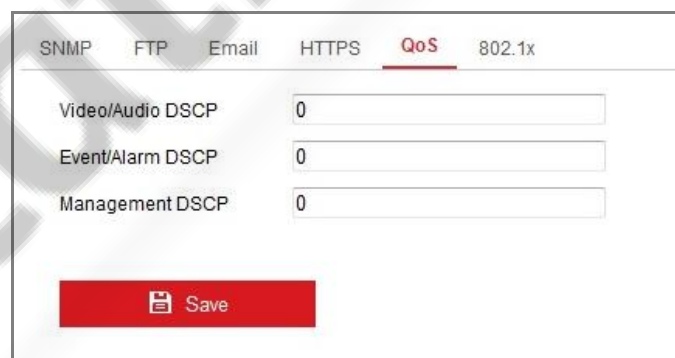 SNMP FTP Email HTTPS QoS 802.1x
Video/Audio DSCP 0
Event/Alarm DSCP 0
Management DSCP 0
Save